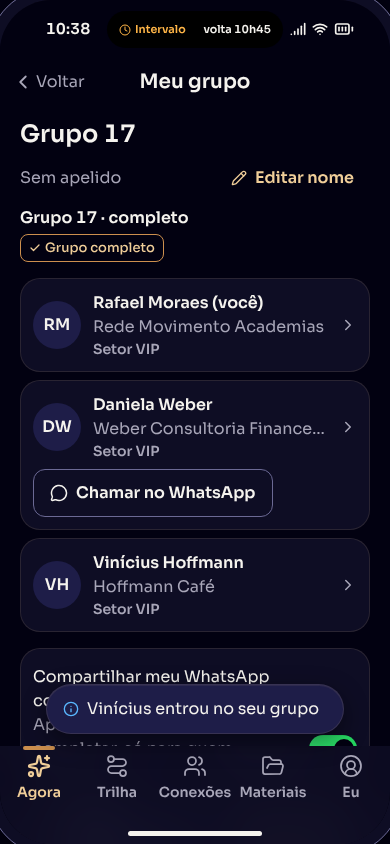 10:38
Intervalo
volta 10h45
Voltar
Meu grupo
Grupo 17
Sem apelido
Editar nome
Grupo 17 · completo
Grupo completo
RM
Rafael Moraes (você)
Rede Movimento Academias
Setor VIP
DW
Daniela Weber
Weber Consultoria Finance...
Setor VIP
Chamar no WhatsApp
VH
Vinícius Hoffmann
Hoffmann Café
Setor VIP
Compartilhar meu WhatsApp
Vinícius entrou no seu grupo
Agora
Trilha
Conexões
Materiais
Eu